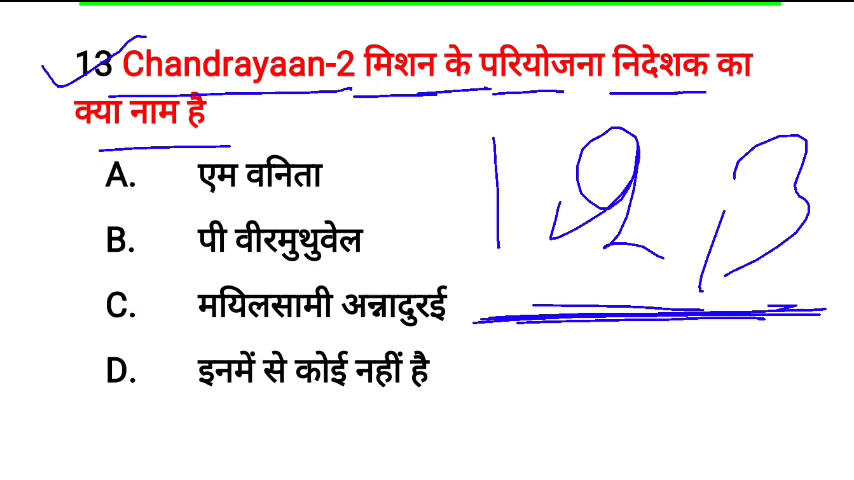 13 Chandrayaan-2 मिशन के परियोजना निदेशक का
क्या नाम है
A. एम वनिता
B. पी वीरमुथुवेल
C. मयिलसामी अन्नादुरई
D. इनमें से कोई नहीं है
1 2 3